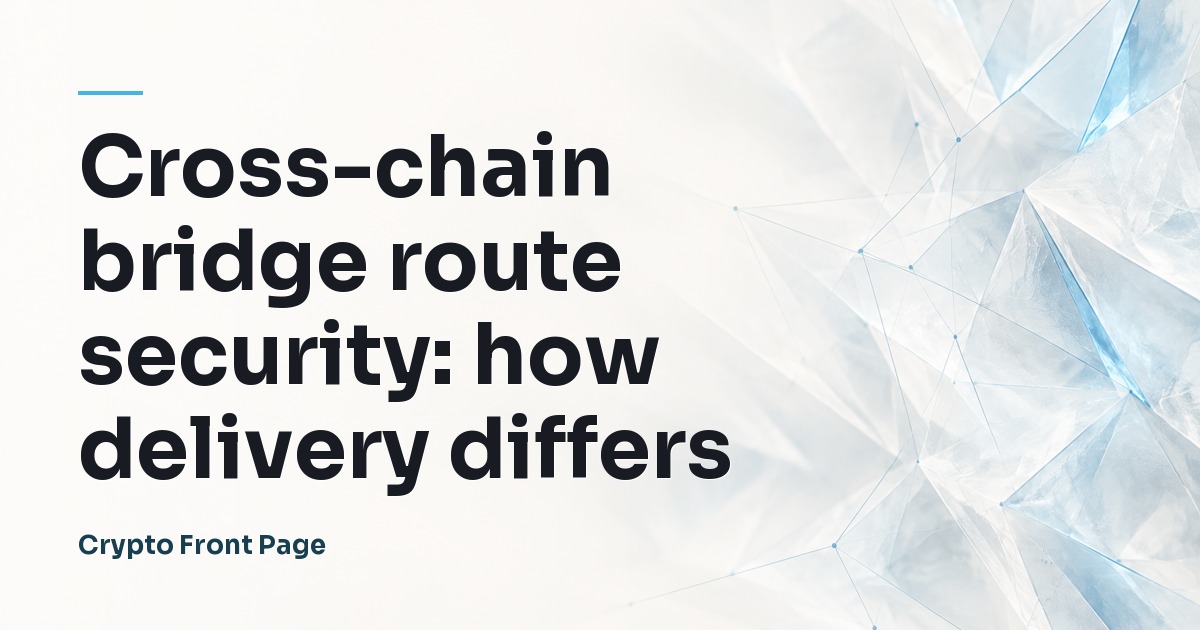 Cross-chain
bridge route
security: how
delivery differs
Crypto Front Page